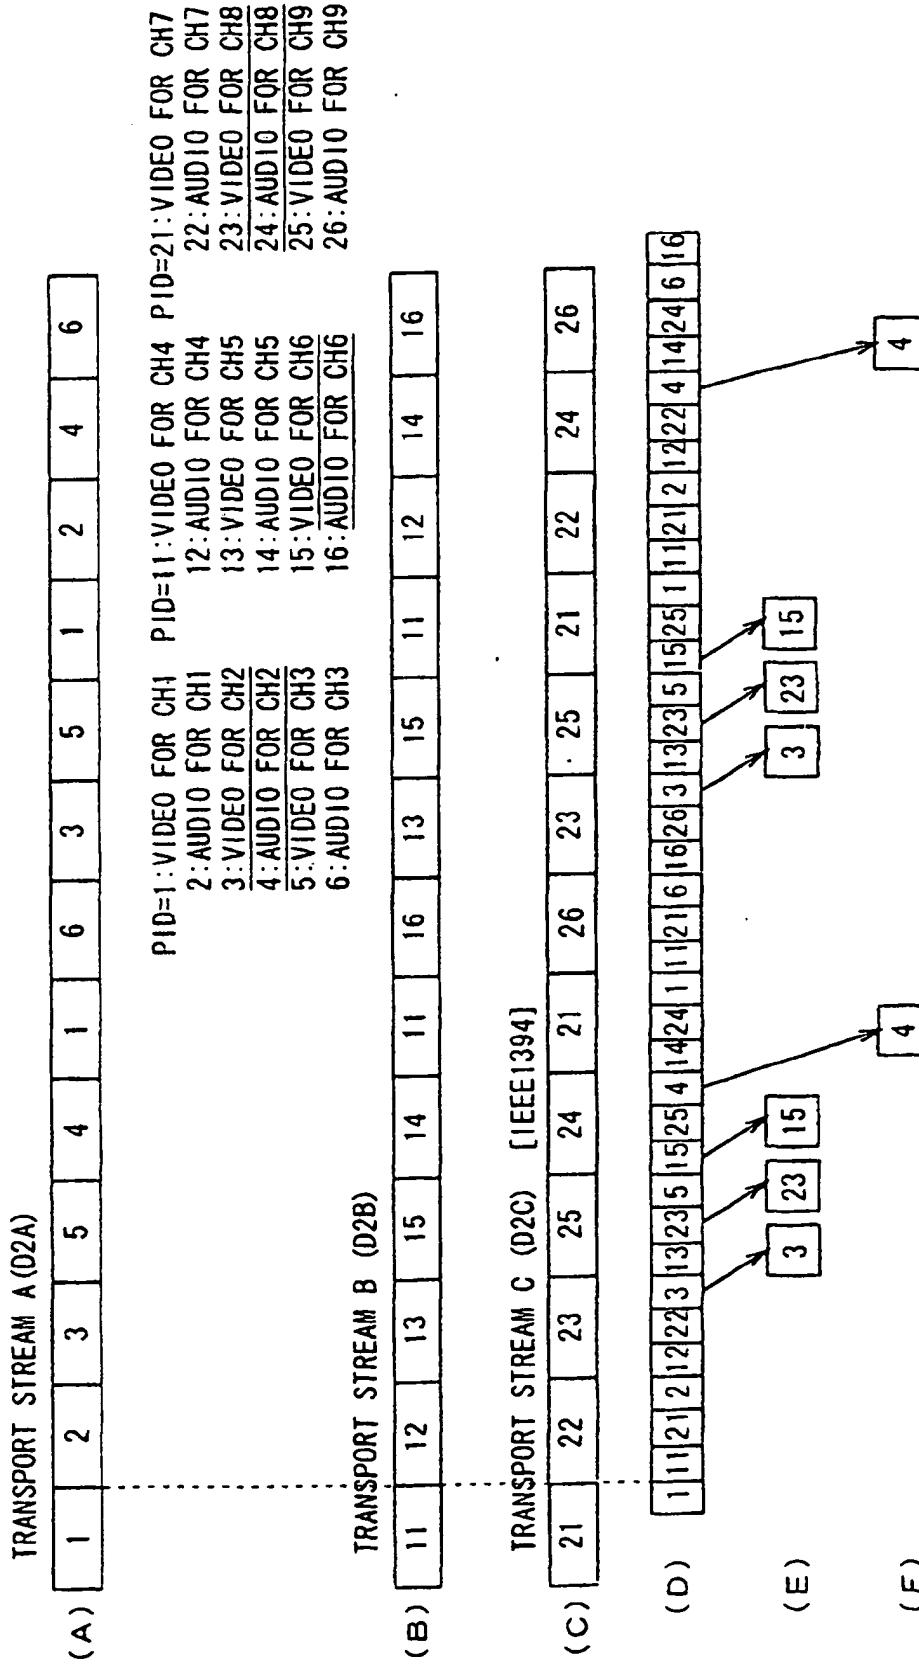 TRANSPORT STREAM A(D2A)
(A) 1 2 3 5 4 1 6 3 5 1 2 4 6
PID=1:VIDEO FOR CH1 PID=11:VIDEO FOR CH4 PID=21:VIDEO FOR CH7
2:AUDIO FOR CH1 12:AUDIO FOR CH4 22:AUDIO FOR CH7
3:VIDEO FOR CH2 13:VIDEO FOR CH5 23:VIDEO FOR CH8
4:AUDIO FOR CH2 14:AUDIO FOR CH5 24:AUDIO FOR CH8
5:VIDEO FOR CH3 15:VIDEO FOR CH6 25:VIDEO FOR CH9
6:AUDIO FOR CH3 16:AUDIO FOR CH6 26:AUDIO FOR CH9
TRANSPORT STREAM B (D2B)
(B) 11 12 13 15 14 11 16 13 15 11 12 14 16
TRANSPORT STREAM C (D2C) [IEEE1394]
(C) 21 22 23 25 24 21 26 23 25 21 22 24 26
(D) 1 11 21 2 12 22 3 13 23 5 15 25 4 14 24 1 11 21 6 16 26 3 13 23 5 15 25 1 11 21 2 12 22 4 14 24 6 16
(E) 3 23 15 3 23 15
(F) 4 4